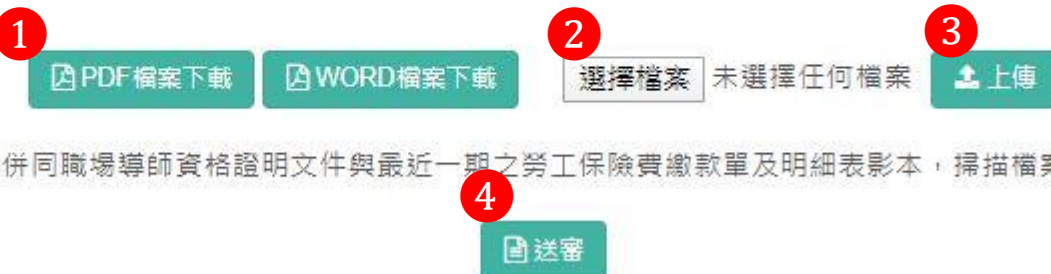 1 2 3
PDF檔案下載 WORD檔案下載 選擇檔案 未選擇任何檔案 上傳
併同職場導師資格證明文件與最近一期之勞工保險費繳款單及明細表影本，掃描檔案
4
送審